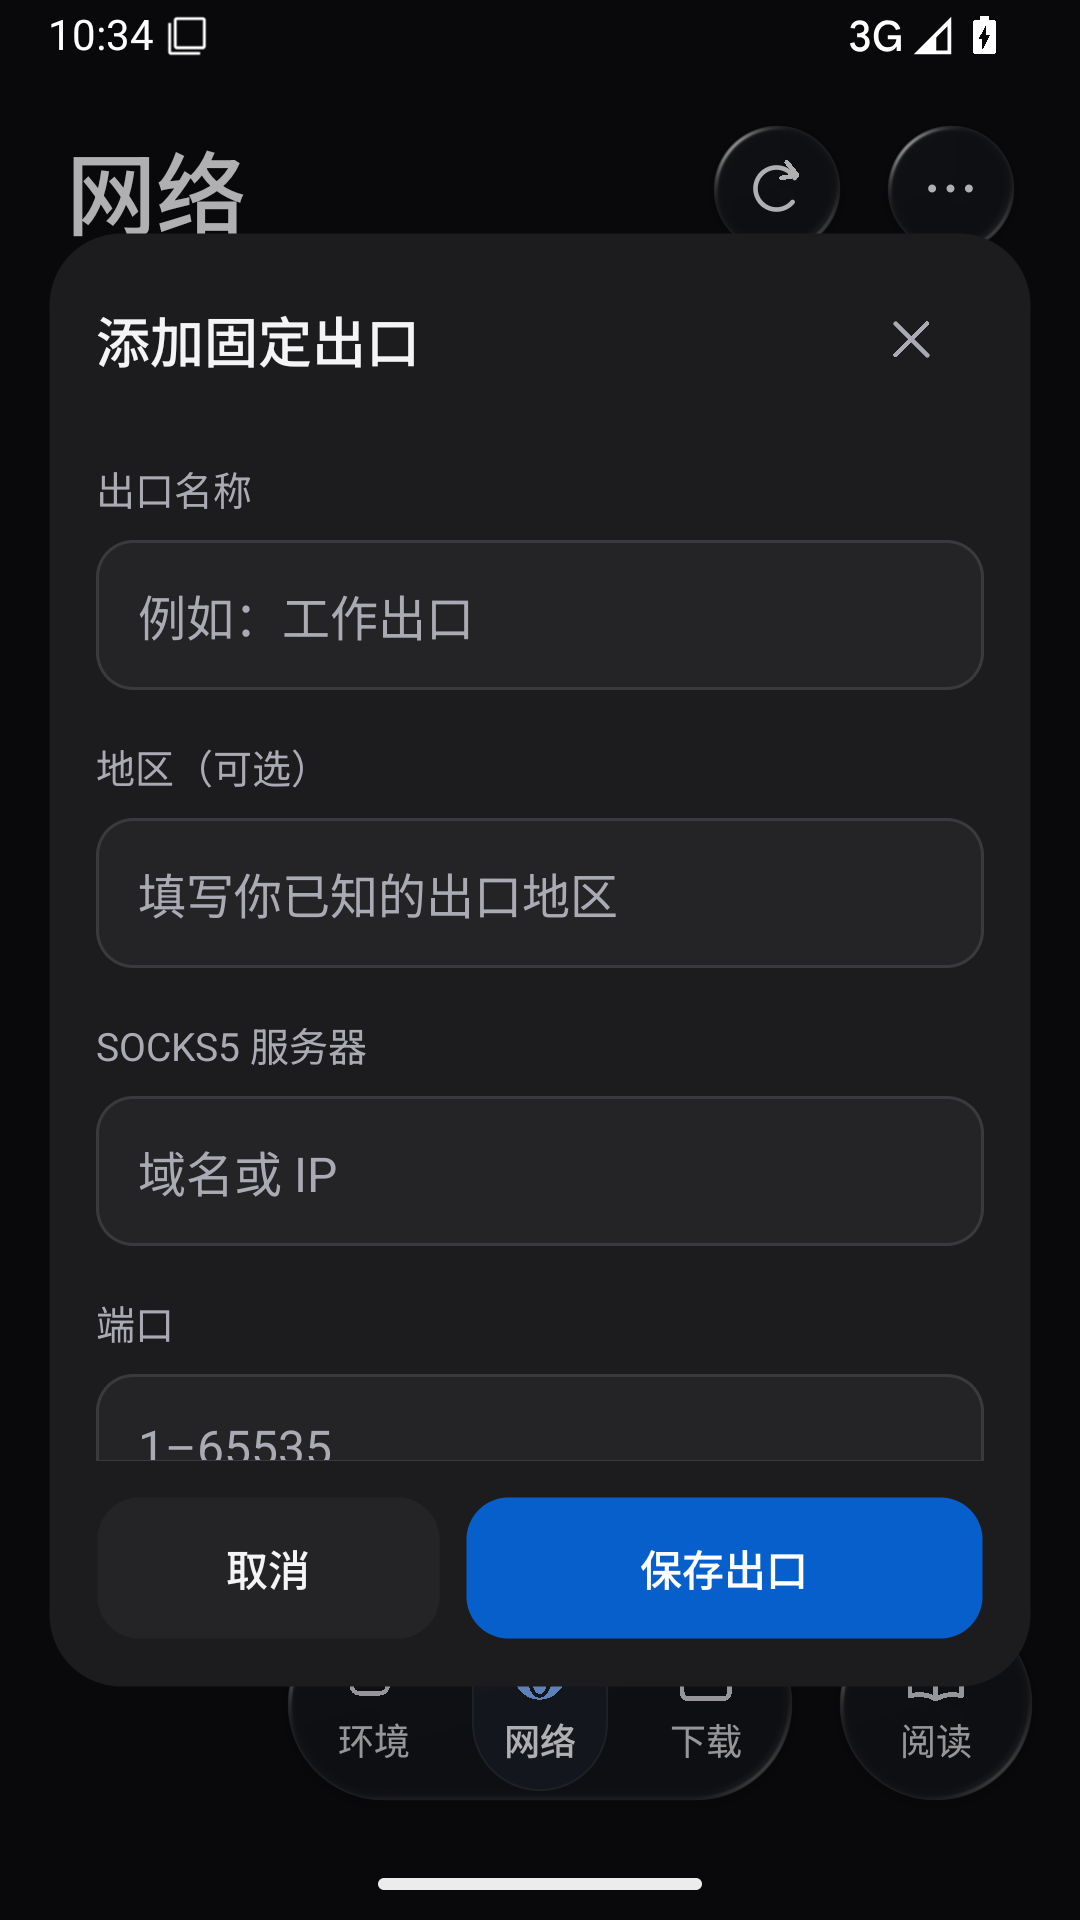 10:34
3G
网络
添加固定出口
出口名称
例如：工作出口
地区（可选）
填写你已知的出口地区
SOCKS5 服务器
域名或 IP
端口
1–65535
取消
保存出口
环境
网络
下载
阅读